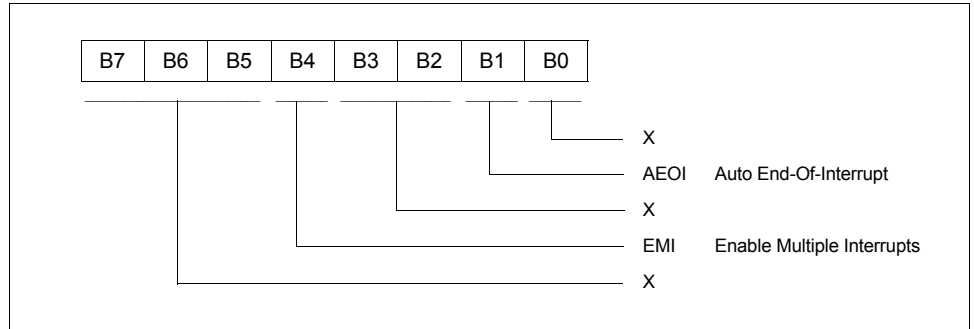 B7 B6 B5 B4 B3 B2 B1 B0
X
AEOI Auto End-Of-Interrupt
X
EMI Enable Multiple Interrupts
X